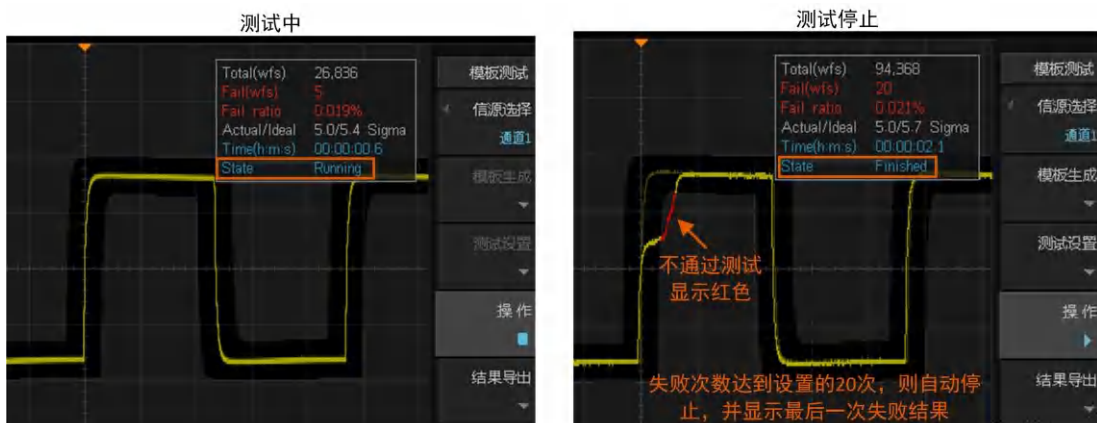 测试中
Total(wfs) 26,836
Fail(wfs) 5
Fail ratio 0.019%
Actual/Ideal 5.0/5.4 Sigma
Time(h:m:s) 00:00:00.6
State Running
模板测试
信源选择
通道1
模板生成
测试设置
操作
结果导出
测试停止
Total(wfs) 94,368
Fail(wfs) 20
Fail ratio 0.021%
Actual/Ideal 5.0/5.7 Sigma
Time(h:m:s) 00:00:02.1
State Finished
模板测试
信源选择
通道1
模板生成
测试设置
操作
结果导出
不通过测试
显示红色
失败次数达到设置的20次，则自动停
止，并显示最后一次失败结果